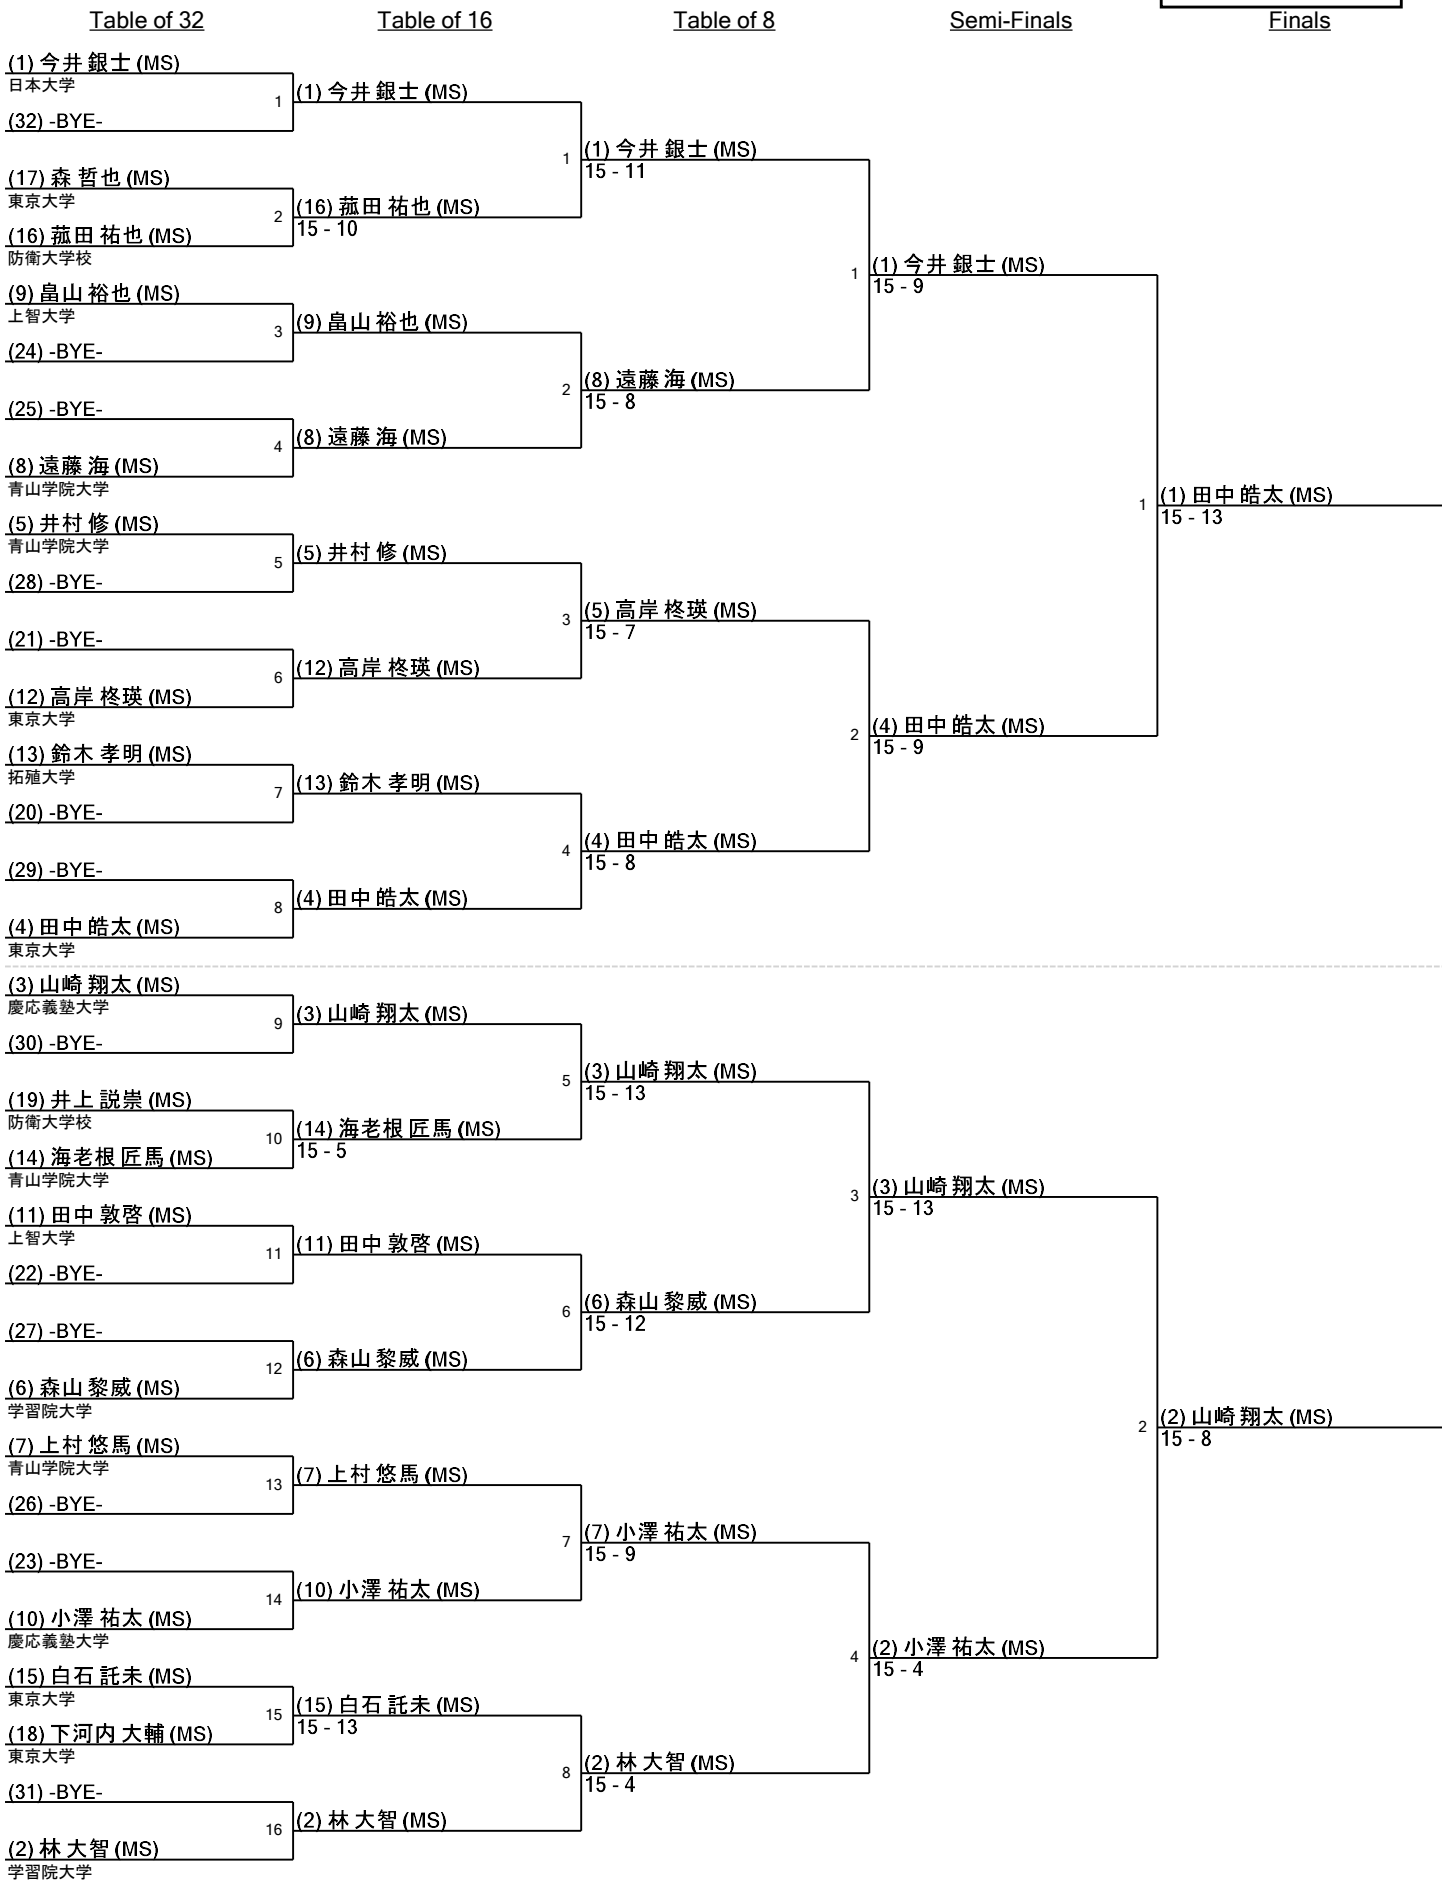 Table of 32
Table of 16
Table of 8
Semi-Finals
Finals
(1) 今井 銀士 (MS)
日本大学
1
(32) -BYE-
(17) 森 哲也 (MS)
東京大学
2
(16) 菰田 祐也 (MS)
防衛大学校
(9) 畠山 裕也 (MS)
上智大学
3
(24) -BYE-
(25) -BYE-
4
(8) 遠藤 海 (MS)
青山学院大学
(5) 井村 修 (MS)
青山学院大学
5
(28) -BYE-
(21) -BYE-
6
(12) 高岸 柊瑛 (MS)
東京大学
(13) 鈴木 孝明 (MS)
拓殖大学
7
(20) -BYE-
(29) -BYE-
8
(4) 田中 皓太 (MS)
東京大学
(3) 山崎 翔太 (MS)
慶応義塾大学
9
(30) -BYE-
(19) 井上 説崇 (MS)
防衛大学校
10
(14) 海老根 匠馬 (MS)
青山学院大学
(11) 田中 敦啓 (MS)
上智大学
11
(22) -BYE-
(27) -BYE-
12
(6) 森山 黎威 (MS)
学習院大学
(7) 上村 悠馬 (MS)
青山学院大学
13
(26) -BYE-
(23) -BYE-
14
(10) 小澤 祐太 (MS)
慶応義塾大学
(15) 白石 託未 (MS)
東京大学
15
(18) 下河内 大輔 (MS)
東京大学
(31) -BYE-
16
(2) 林 大智 (MS)
学習院大学
(1) 今井 銀士 (MS)
1
(16) 菰田 祐也 (MS)
15 - 10
(9) 畠山 裕也 (MS)
2
(8) 遠藤 海 (MS)
(5) 井村 修 (MS)
3
(12) 高岸 柊瑛 (MS)
(13) 鈴木 孝明 (MS)
4
(4) 田中 皓太 (MS)
(3) 山崎 翔太 (MS)
5
(14) 海老根 匠馬 (MS)
15 - 5
(11) 田中 敦啓 (MS)
6
(6) 森山 黎威 (MS)
(7) 上村 悠馬 (MS)
7
(10) 小澤 祐太 (MS)
(15) 白石 託未 (MS)
15 - 13
8
(2) 林 大智 (MS)
(1) 今井 銀士 (MS)
15 - 11
1
(8) 遠藤 海 (MS)
15 - 8
(5) 高岸 柊瑛 (MS)
15 - 7
2
(4) 田中 皓太 (MS)
15 - 8
(3) 山崎 翔太 (MS)
15 - 13
3
(6) 森山 黎威 (MS)
15 - 12
(7) 小澤 祐太 (MS)
15 - 9
4
(2) 林 大智 (MS)
15 - 4
(1) 今井 銀士 (MS)
15 - 9
1
(4) 田中 皓太 (MS)
15 - 9
(3) 山崎 翔太 (MS)
15 - 13
2
(2) 小澤 祐太 (MS)
15 - 4
(1) 田中 皓太 (MS)
15 - 13
(2) 山崎 翔太 (MS)
15 - 8